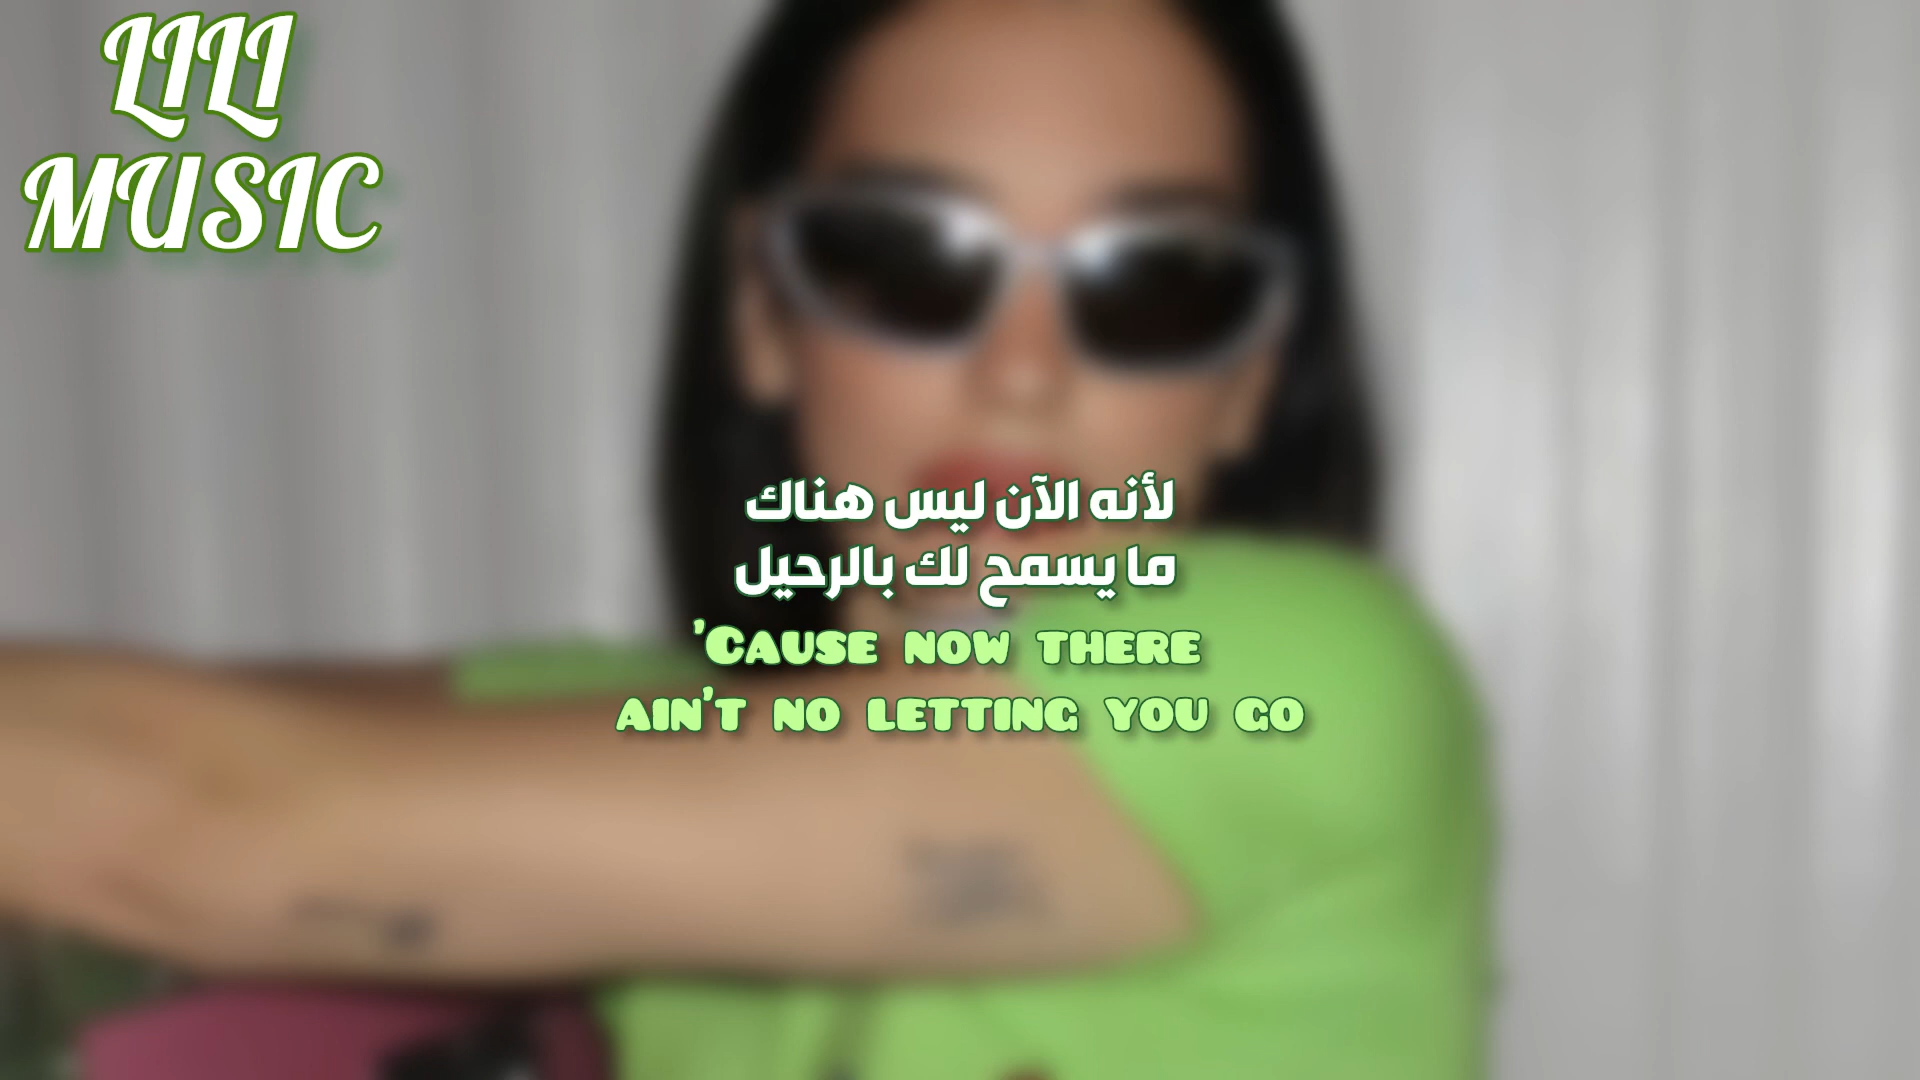 LILI
MUSIC
لأنه الآن ليس هناك
ما يسمح لك بالرحيل
'CAUSE NOW THERE
AIN'T NO LETTING YOU GO